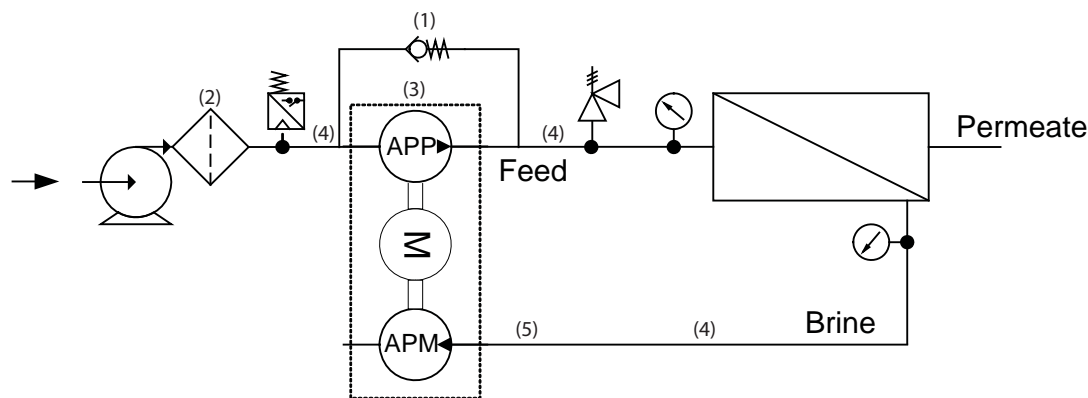 (1)
(2)
(3)
(4)
APP
(4)
Feed
Permeate
M
APM
(5)
(4)
Brine